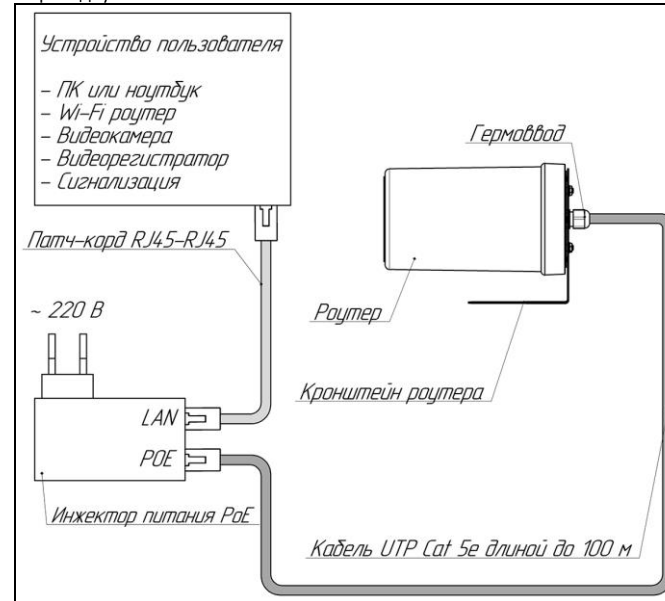 Устройство пользователя
– ПК или ноутбук
– Wi-Fi роутер
– Видеокамера
– Видеорегистратор
– Сигнализация
Гермоввод
Патч-корд RJ45-RJ45
~ 220 В
Роутер
Кронштейн роутера
LAN
POE
Инжектор питания PoE
Кабель UTP Cat 5e длиной до 100 м